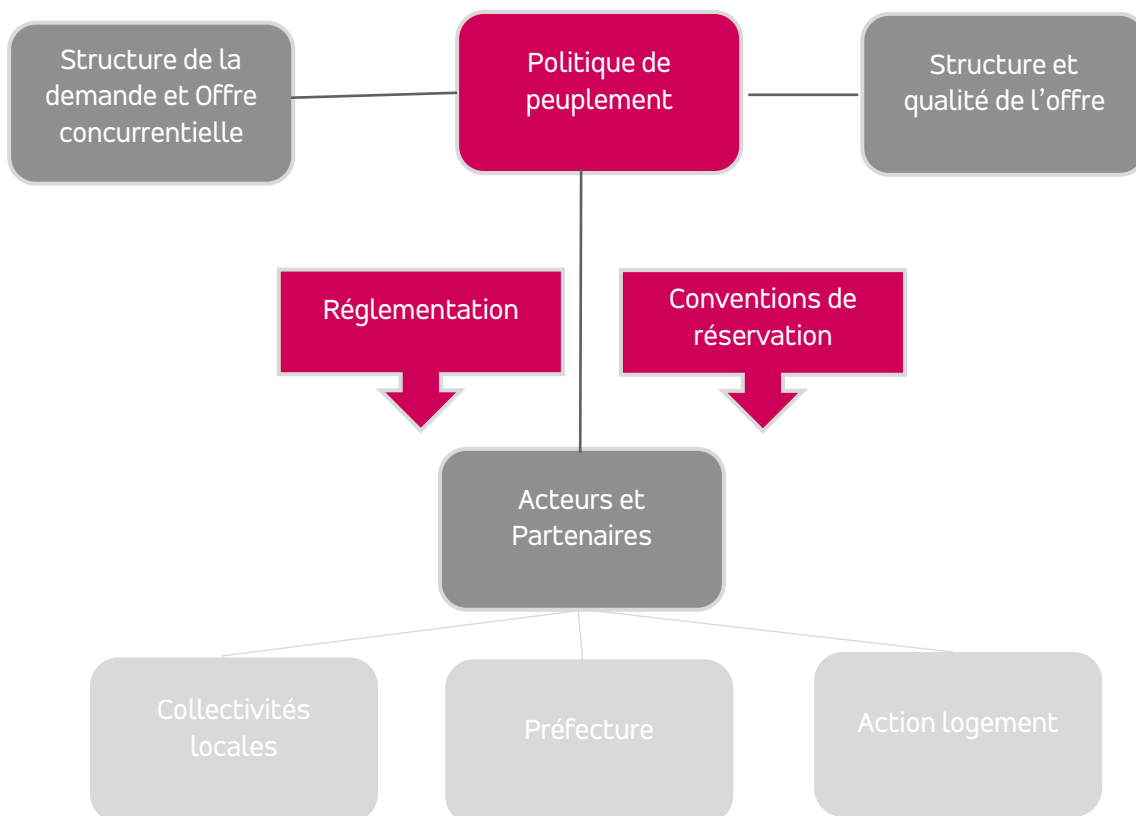 Structure de la
demande et Offre
concurrentielle
Politique de
peuplement
Structure et
qualité de l'offre
Réglementation
Conventions de
réservation
Acteurs et
Partenaires
Collectivités
locales
Préfecture
Action logement